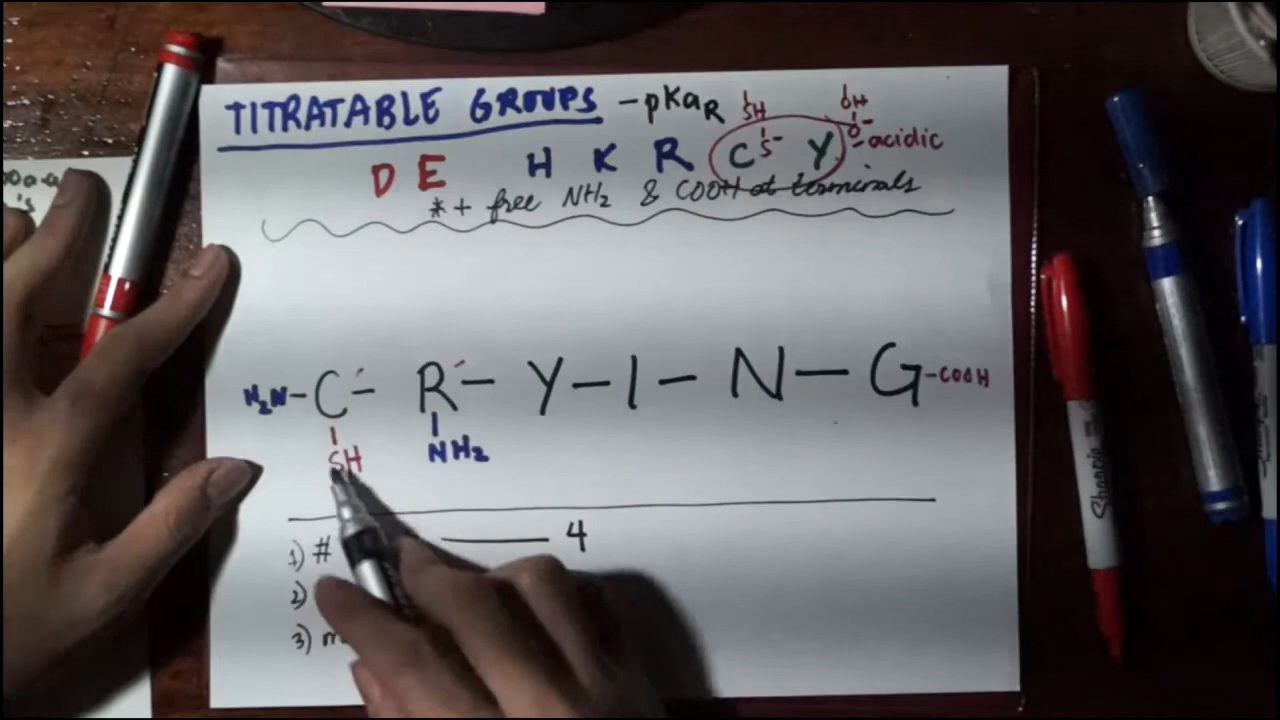 TITRATABLE GROUPS - pKaR
SH OH
S- O-
D E H K R C Y - acidic
* + free NH2 & COOH at terminals
H2N - C - R - Y - I - N - G - COOH
SH NH2
1) # 4
2)
3)
Sharpie